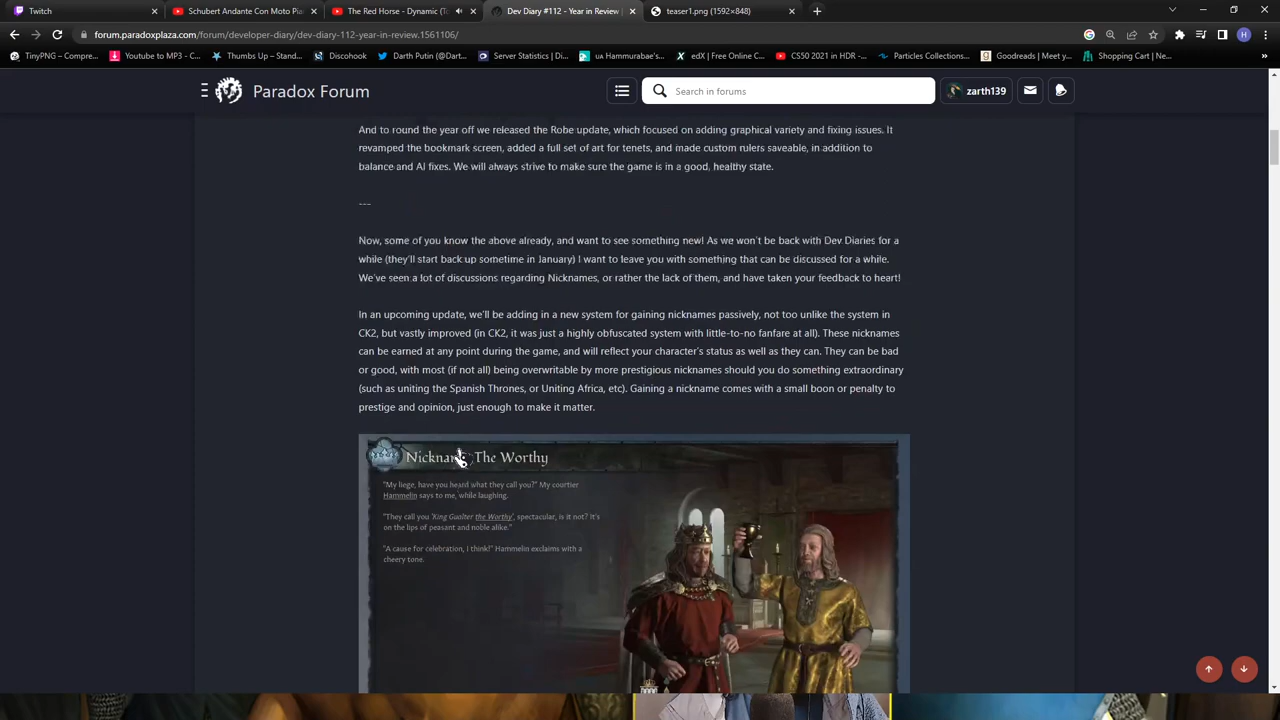 Twitch
Schubert Andante Con Moto Pia
The Red Horse - Dynamic (T
Dev Diary #112 - Year in Review
teaser1.png (1592×848)
forum.paradoxplaza.com/forum/developer-diary/dev-diary-112-year-in-review.1561106/
TinyPNG – Compre...
Youtube to MP3 - C...
Thumbs Up – Stand...
Discohook
Darth Putin (@Dart...
Server Statistics | Di...
ua Hammurabae's...
edX | Free Online C...
CS50 2021 in HDR -...
Particles Collections...
Goodreads | Meet y...
Shopping Cart | Ne...
Paradox Forum
Search in forums
zarth139
And to round the year off we released the Robe update, which focused on adding graphical variety and fixing issues. It
revamped the bookmark screen, added a full set of art for tenets, and made custom rulers saveable, in addition to
balance and AI fixes. We will always strive to make sure the game is in a good, healthy state.
---
Now, some of you know the above already, and want to see something new! As we won't be back with Dev Diaries for a
while (they'll start back up sometime in January) I want to leave you with something that can be discussed for a while.
We've seen a lot of discussions regarding Nicknames, or rather the lack of them, and have taken your feedback to heart!
In an upcoming update, we'll be adding in a new system for gaining nicknames passively, not too unlike the system in
CK2, but vastly improved (in CK2, it was just a highly obfuscated system with little-to-no fanfare at all). These nicknames
can be earned at any point during the game, and will reflect your character's status as well as they can. They can be bad
or good, with most (if not all) being overwritable by more prestigious nicknames should you do something extraordinary
(such as uniting the Spanish Thrones, or Uniting Africa, etc). Gaining a nickname comes with a small boon or penalty to
prestige and opinion, just enough to make it matter.
Nickname: The Worthy
"My liege, have you heard what they call you?" My courtier
Hammelin says to me, while laughing.
"They call you 'King Gualter the Worthy', spectacular, is it not? It's
on the lips of peasant and noble alike."
"A cause for celebration, I think!" Hammelin exclaims with a
cheery tone.